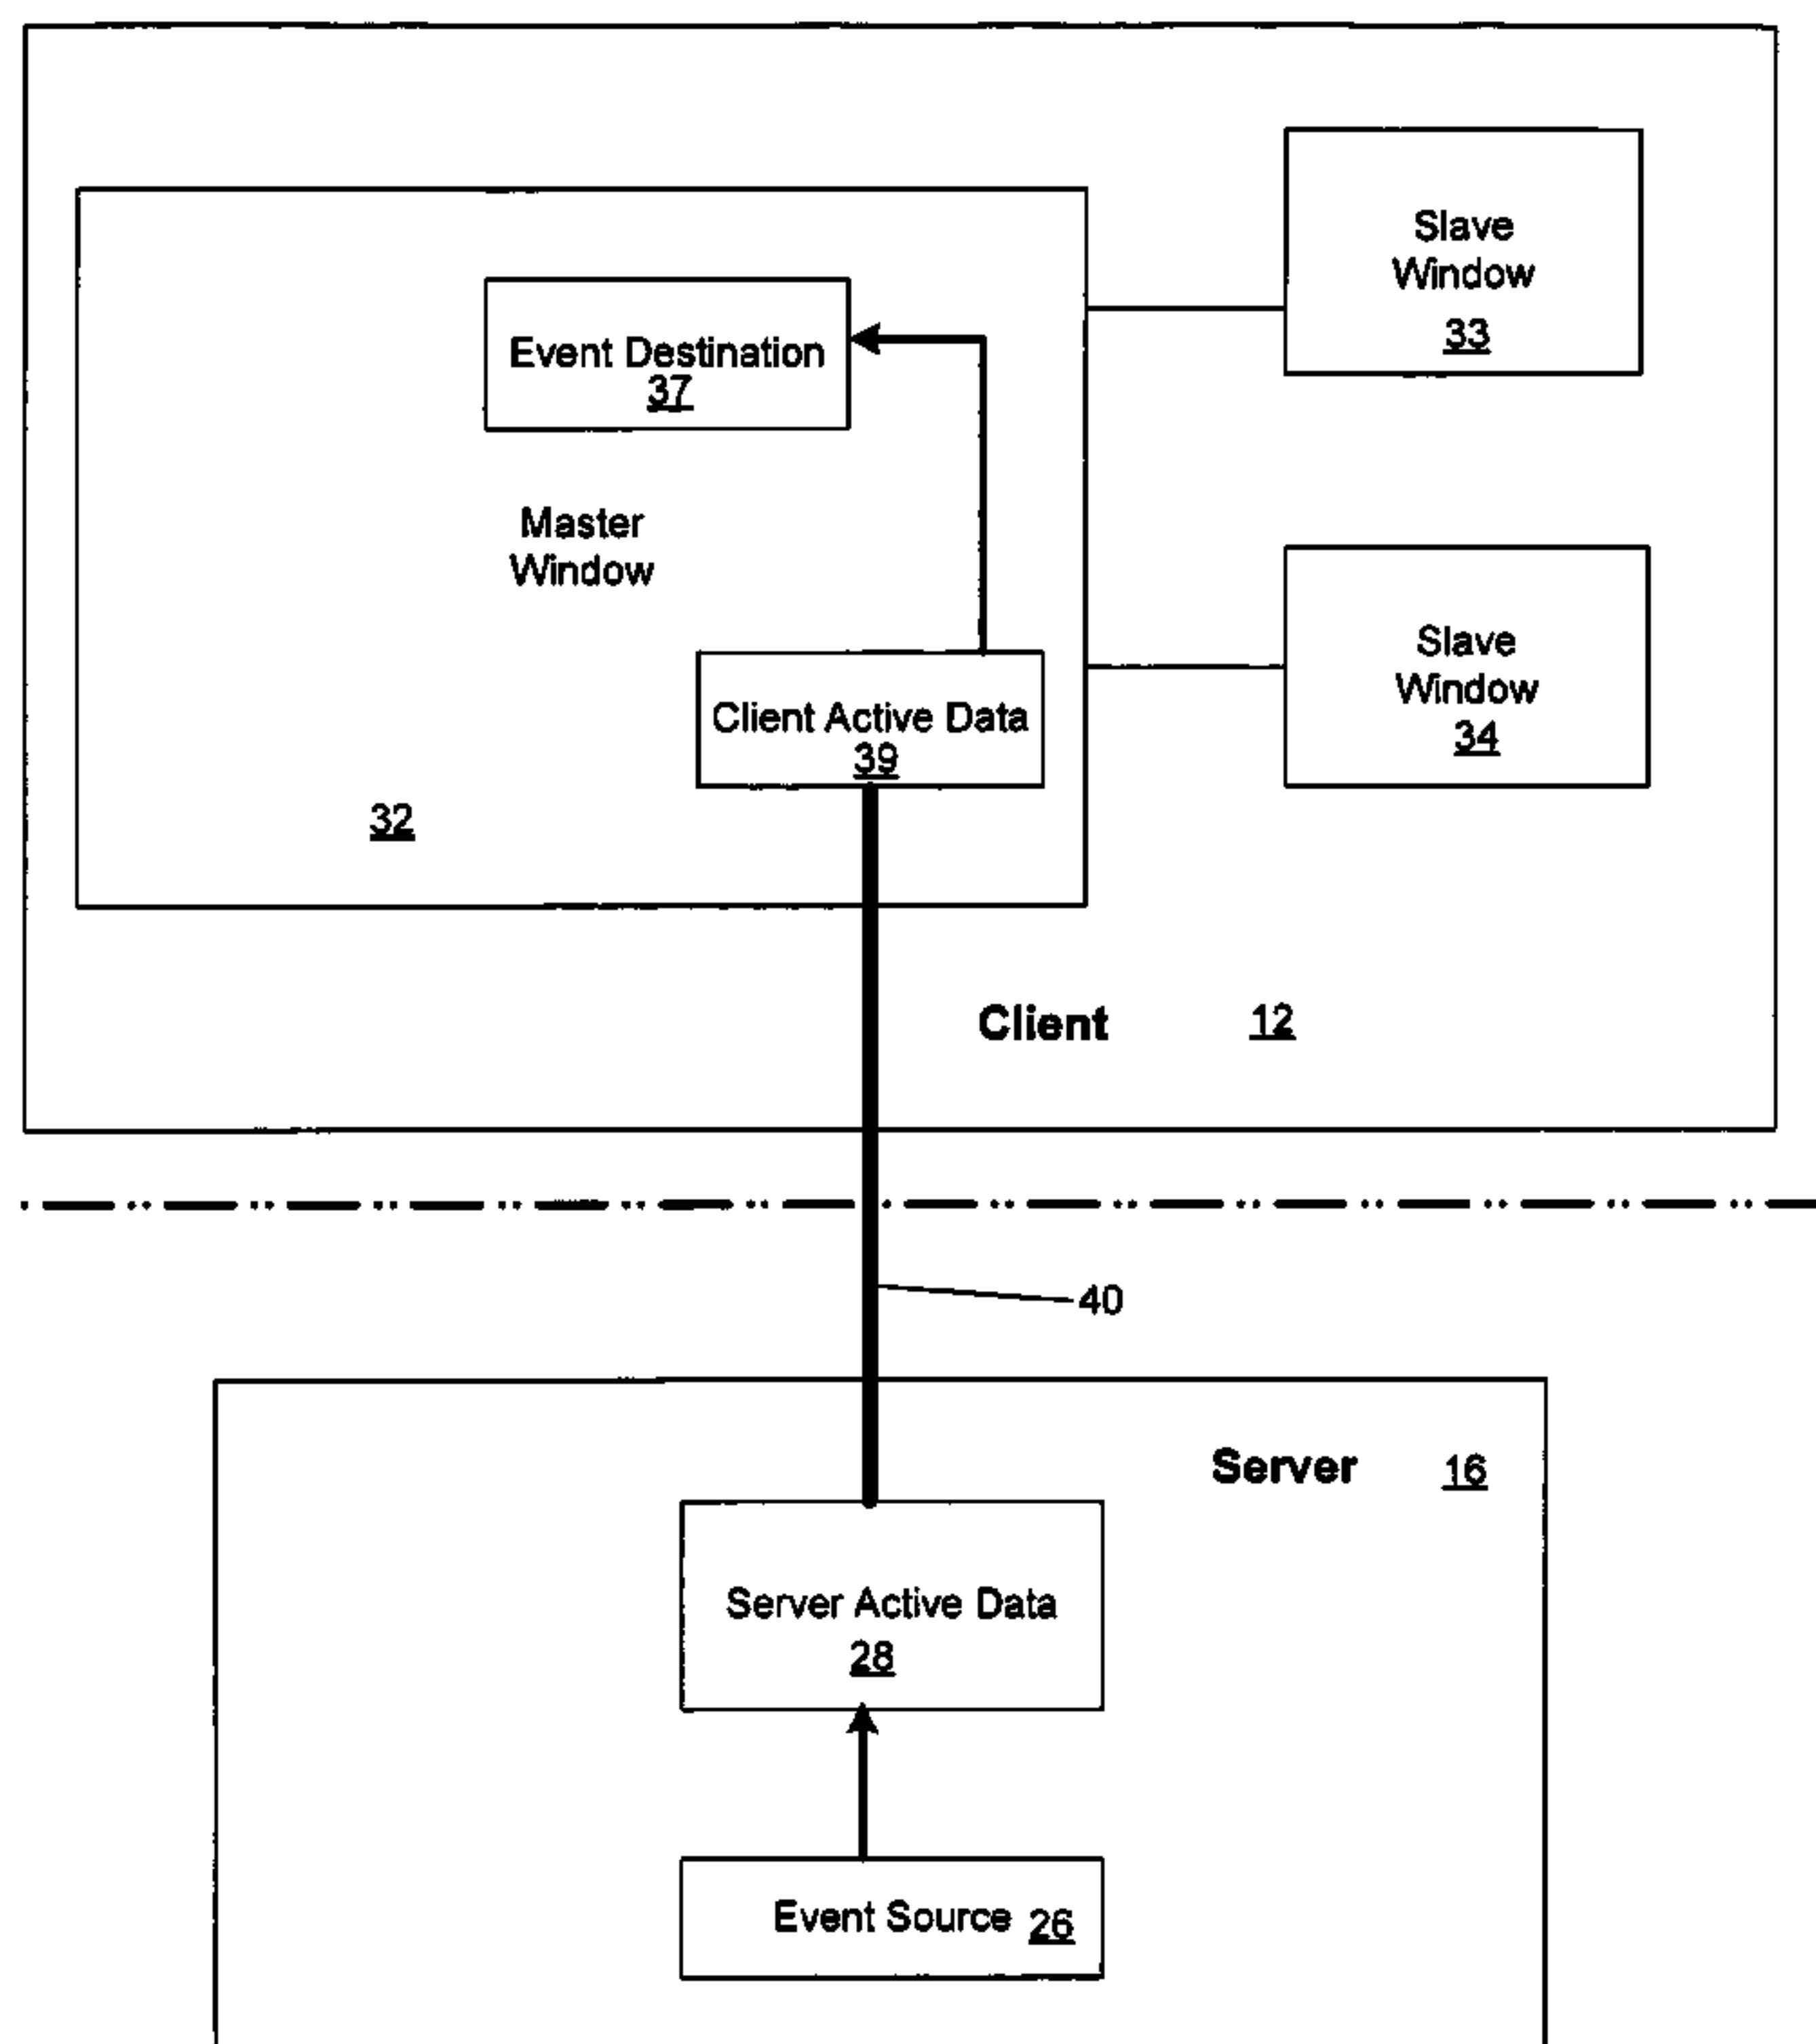 Slave
Window
33
Event Destination
37
Master
Window
Slave
Window
34
Client Active Data
39
32
Client 12
40
Server 16
Server Active Data
28
Event Source 26